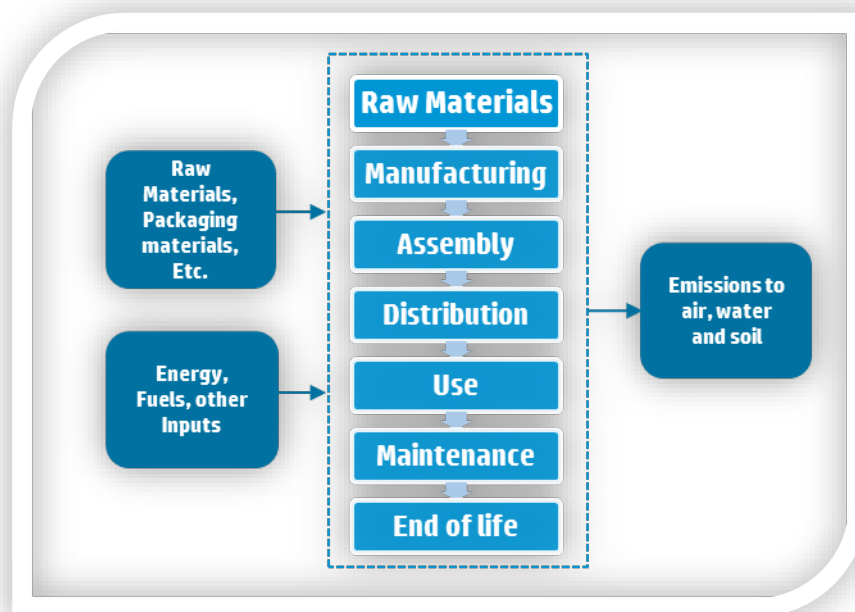 Raw
Materials,
Packaging
materials,
Etc.
Energy,
Fuels, other
Inputs
Raw Materials
Manufacturing
Assembly
Distribution
Use
Maintenance
End of life
Emissions to
air, water
and soil